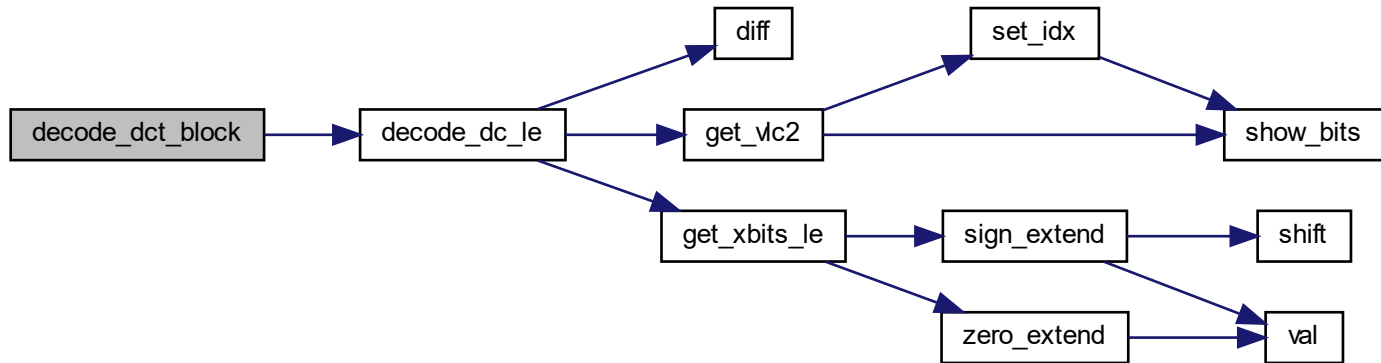 diff
set_idx
decode_dct_block
decode_dc_le
get_vlc2
show_bits
get_xbits_le
sign_extend
shift
zero_extend
val